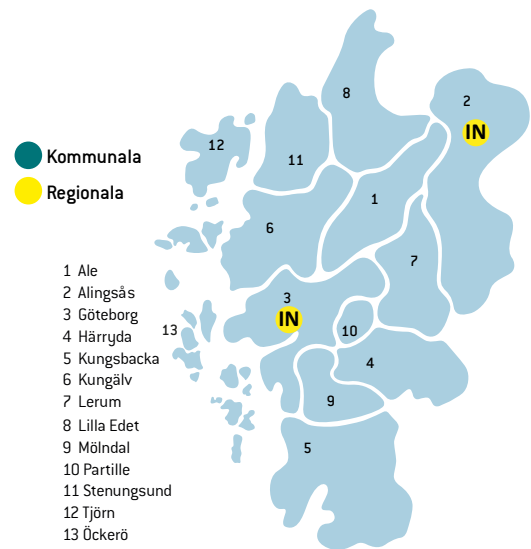 Kommunala
Regionala
1 Ale
2 Alingsås
3 Göteborg
4 Härryda
5 Kungsbacka
6 Kungälv
7 Lerum
8 Lilla Edet
9 Mölndal
10 Partille
11 Stenungsund
12 Tjörn
13 Öckerö
8
2
IN
12
11
1
6
7
3
IN
13
10
4
9
5